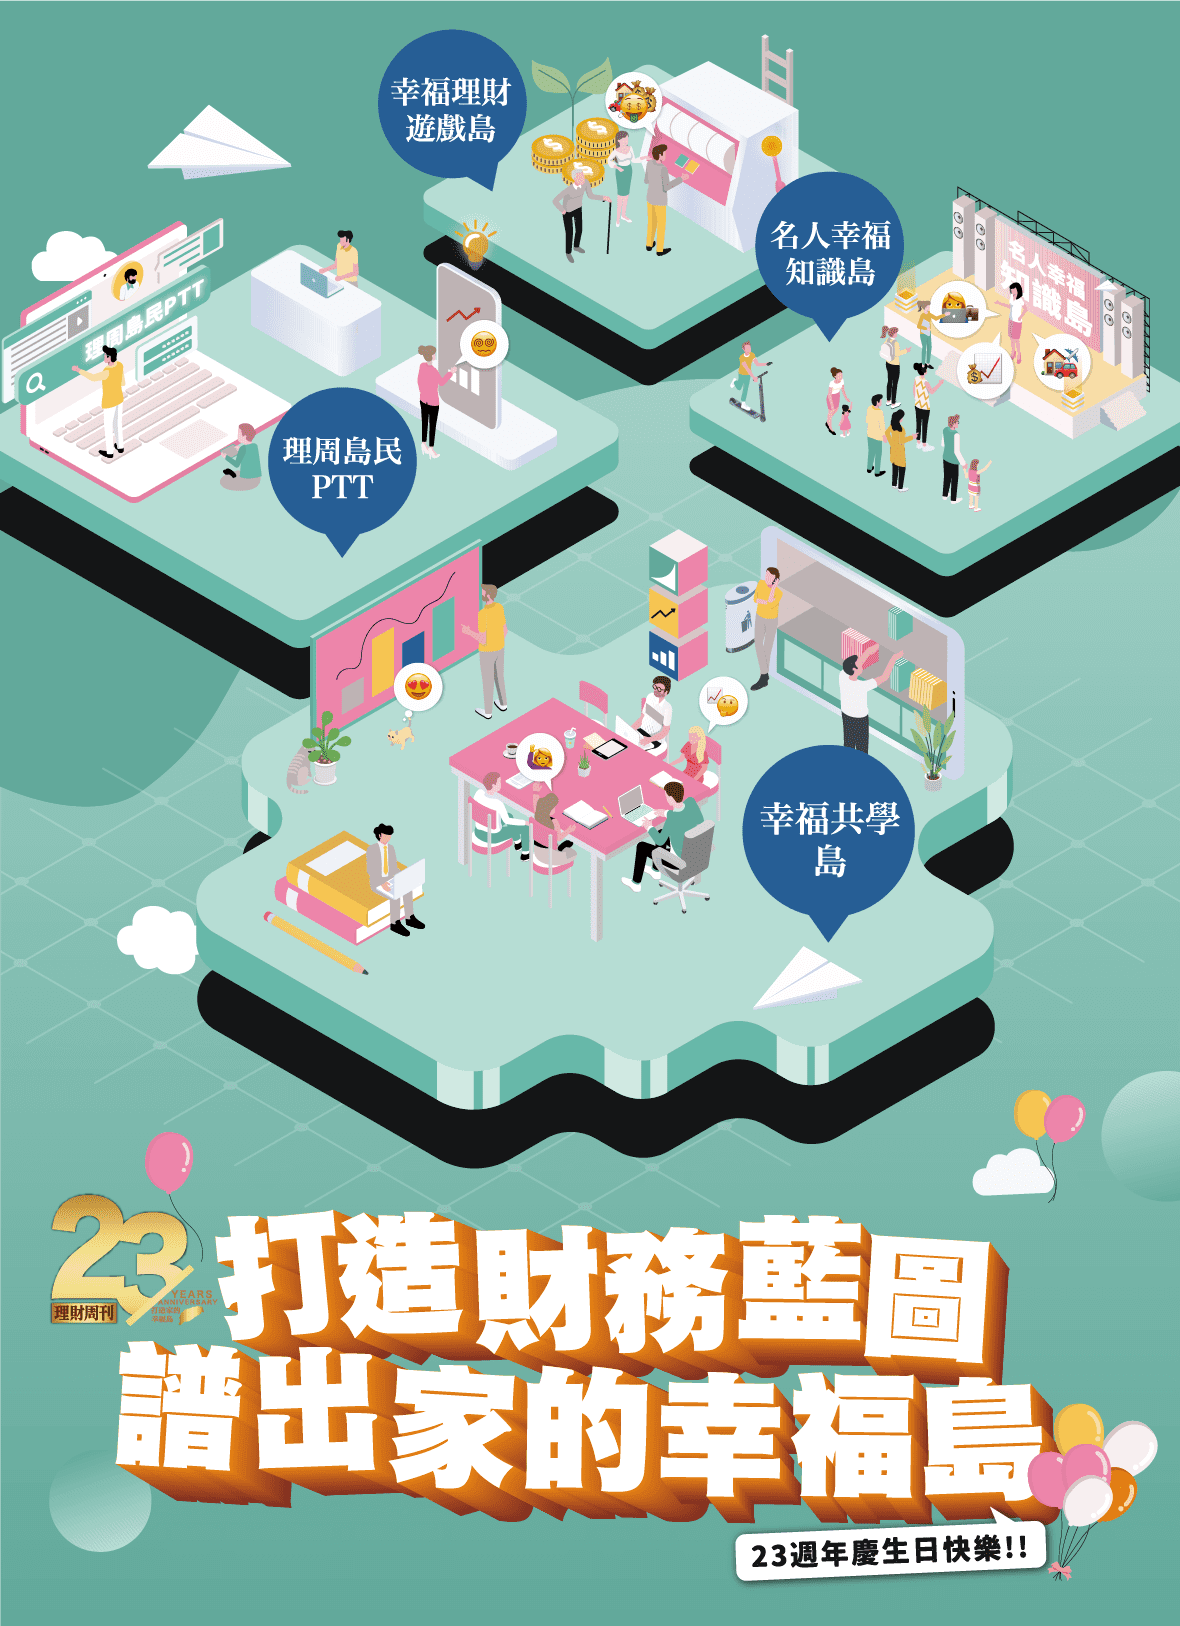 幸福理財
遊戲島
名人幸福
知識島
名人幸福
知識島
理周島民PTT
理周島民
PTT
幸福共學
島
23
YEARS
ANNIVERSARY
理財周刊
打造財務藍圖
譜出家的幸福島
23週年慶生日快樂!!